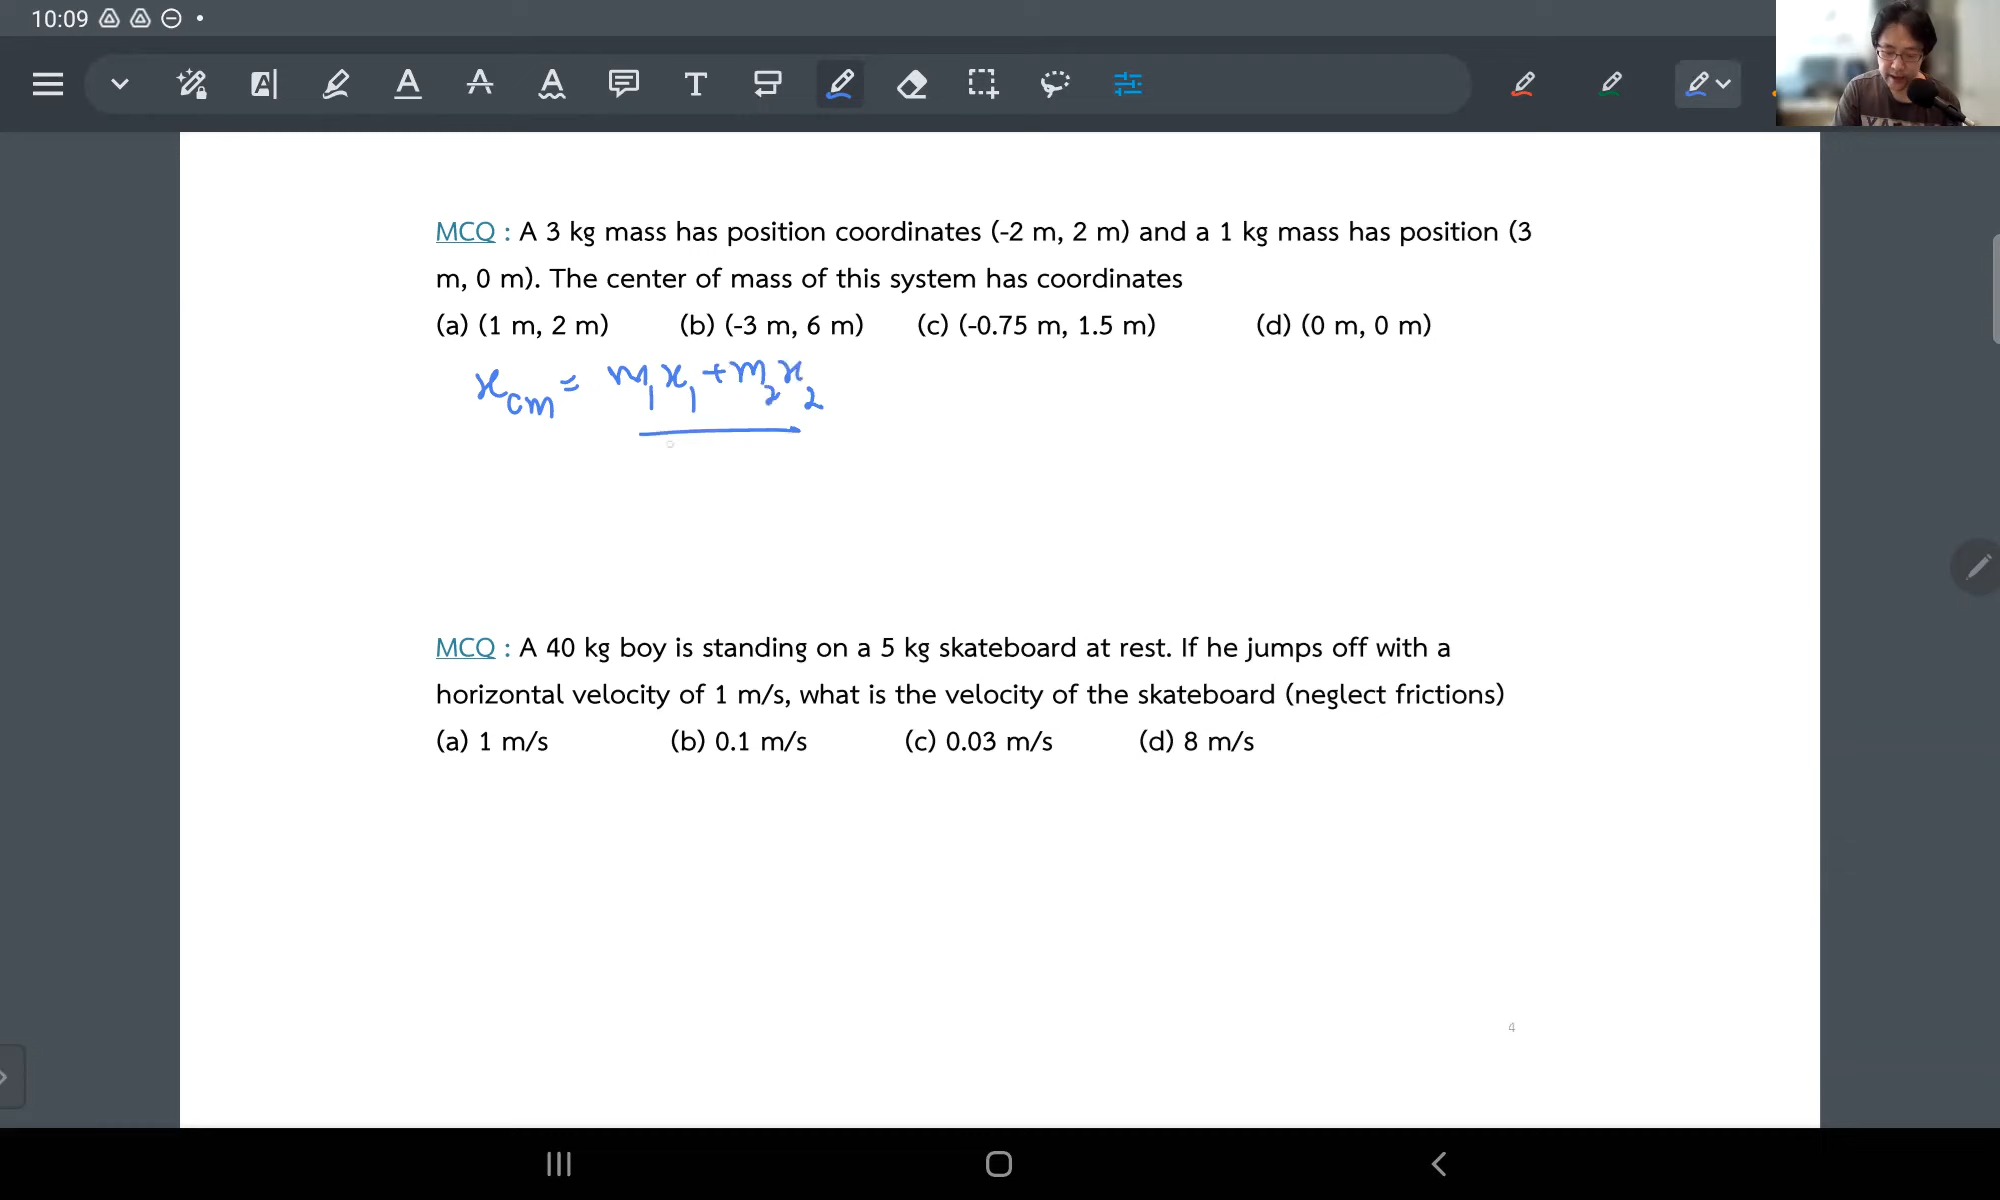 10:09
MCQ : A 3 kg mass has position coordinates (-2 m, 2 m) and a 1 kg mass has position (3
m, 0 m). The center of mass of this system has coordinates
(a) (1 m, 2 m) (b) (-3 m, 6 m) (c) (-0.75 m, 1.5 m) (d) (0 m, 0 m)
x_cm = m_1x_1+m_2x_2
MCQ : A 40 kg boy is standing on a 5 kg skateboard at rest. If he jumps off with a
horizontal velocity of 1 m/s, what is the velocity of the skateboard (neglect frictions)
(a) 1 m/s (b) 0.1 m/s (c) 0.03 m/s (d) 8 m/s
4